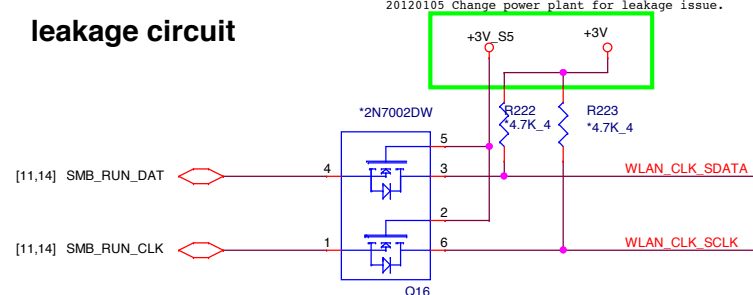 20120105 Change power plant for leakage issue.
leakage circuit
+3V_S5
+3V
*2N7002DW
R222
*4.7K_4
R223
*4.7K_4
5
[11,14] SMB_RUN_DAT
4
3
WLAN_CLK_SDATA
2
[11,14] SMB_RUN_CLK
1
6
WLAN_CLK_SCLK
Q16